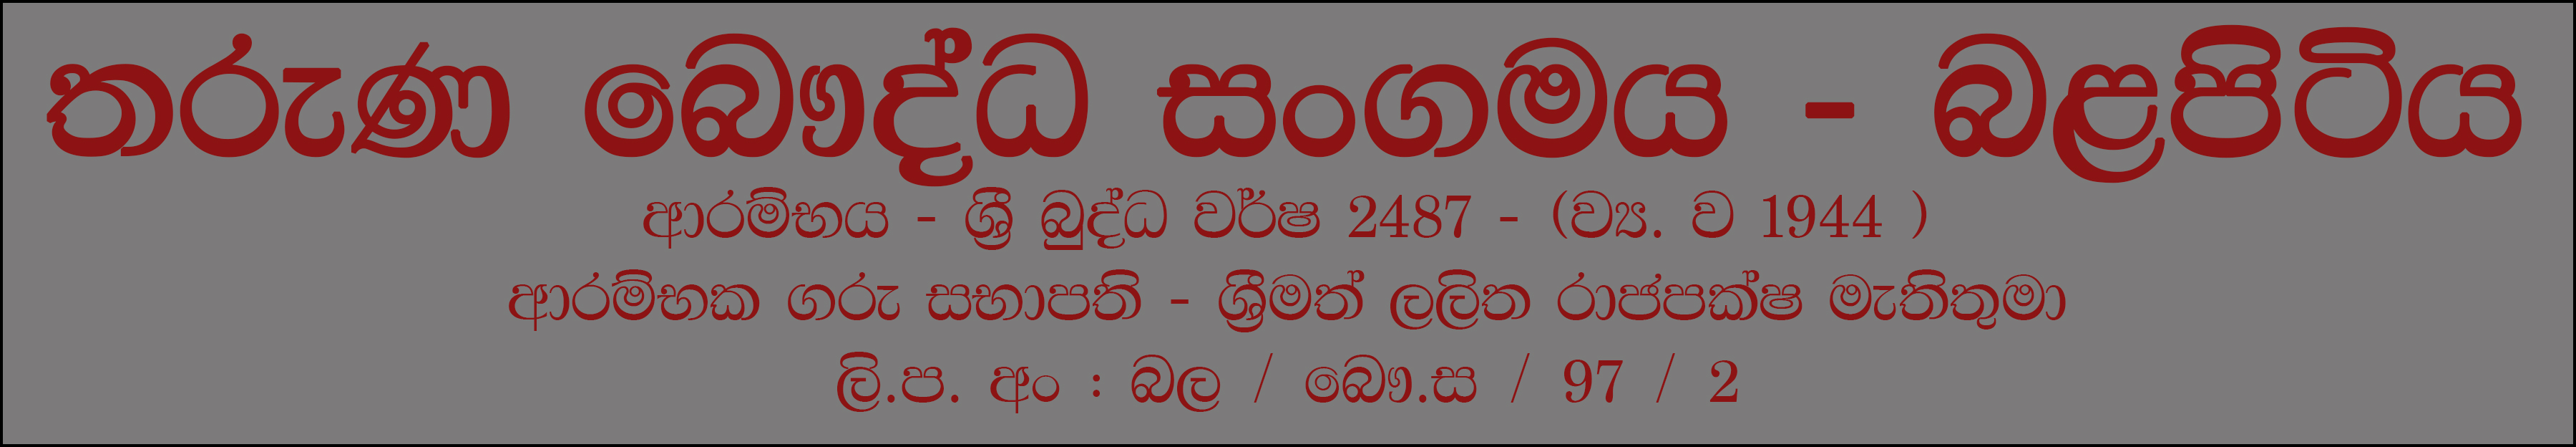 තරුණ බෞද්ධ සංගමය - බළපිටිය
ආරම්භය - ශ්‍රී බුද්ධ වර්ෂ 2487 - (ව්‍ය. ව 1944 )
ආරම්භක ගරු සභාපති - ශ්‍රීමත් ලලිත රාජපක්ෂ මැතිතුමා
ලි.ප. අං : බල / බෞ.ස / 97 / 2